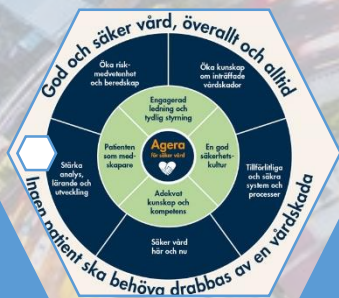 God och säker vård, överallt och alltid
Öka risk-
medvetenhet
och beredskap
Öka kunskap
om inträffade
vårdskador
Engagerad
ledning och
tydlig styrning
Patienten
som med-
skapare
Agera
för säker vård
En god
säkerhets-
kultur
Stärka
analys,
lärande och
utveckling
Tillförlitliga
och säkra
system och
processer
Adekvat
kunskap och
kompetens
Säker vård
här och nu
Ingen patient ska behöva drabbas av en vårdskada